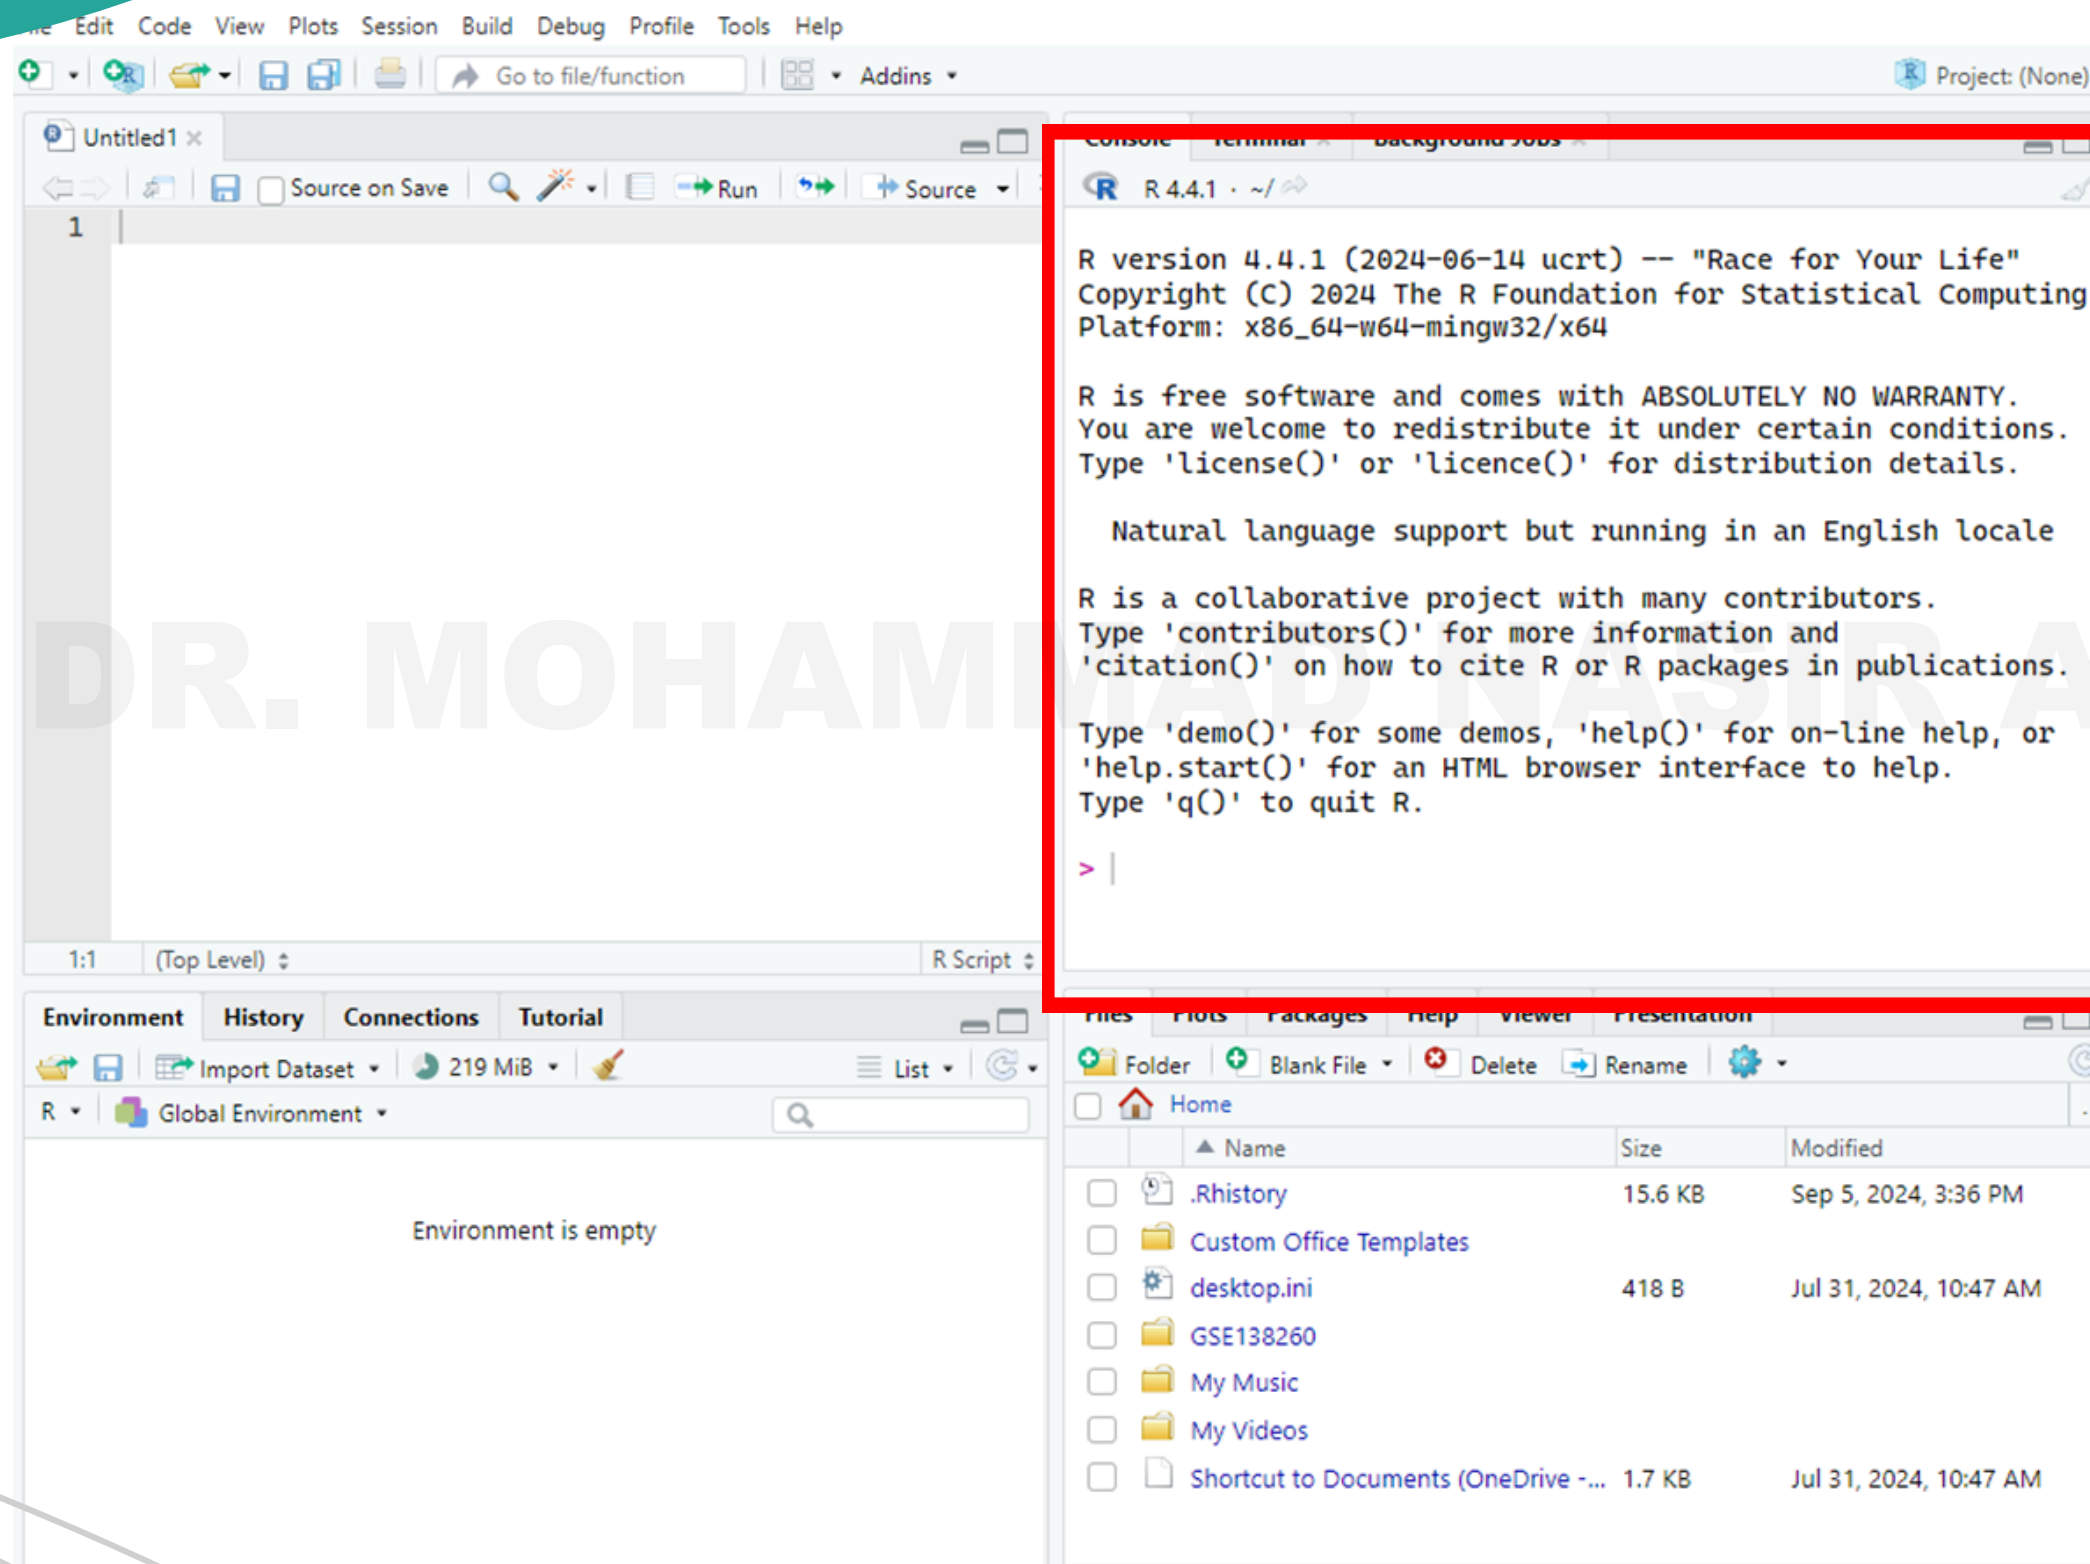 Edit Code View Plots Session Build Debug Profile Tools Help
Go to file/function Addins Project: (None)
Untitled1
Source on Save Run Source
1
1:1 (Top Level) R Script
Console Terminal Background Jobs
R 4.4.1 · ~/
R version 4.4.1 (2024-06-14 ucrt) -- "Race for Your Life"
Copyright (C) 2024 The R Foundation for Statistical Computing
Platform: x86_64-w64-mingw32/x64
R is free software and comes with ABSOLUTELY NO WARRANTY.
You are welcome to redistribute it under certain conditions.
Type 'license()' or 'licence()' for distribution details.
Natural language support but running in an English locale
R is a collaborative project with many contributors.
Type 'contributors()' for more information and
'citation()' on how to cite R or R packages in publications.
Type 'demo()' for some demos, 'help()' for on-line help, or
'help.start()' for an HTML browser interface to help.
Type 'q()' to quit R.
>
DR. MOHAMMAD NASIR A
Environment History Connections Tutorial
Import Dataset 219 MiB List
R Global Environment
Environment is empty
Files Plots Packages Help Viewer Presentation
Folder Blank File Delete Rename
Home
Name Size Modified
.Rhistory 15.6 KB Sep 5, 2024, 3:36 PM
Custom Office Templates
desktop.ini 418 B Jul 31, 2024, 10:47 AM
GSE138260
My Music
My Videos
Shortcut to Documents (OneDrive -... 1.7 KB Jul 31, 2024, 10:47 AM